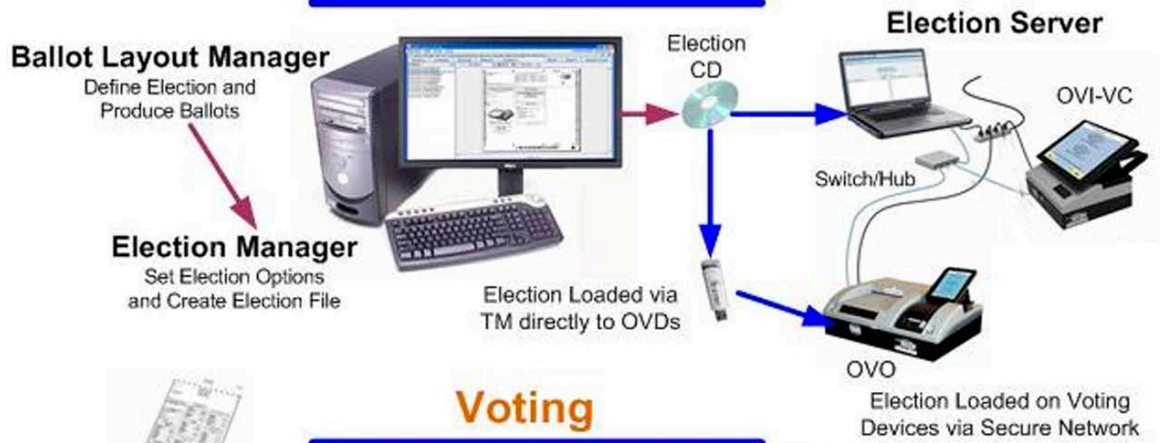 Ballot Layout Manager
Define Election and
Produce Ballots
Election Manager
Set Election Options
and Create Election File
Election
CD
Election Loaded via
TM directly to OVDs
Election Server
OVI-VC
Switch/Hub
OVO
Election Loaded on Voting
Devices via Secure Network
Voting